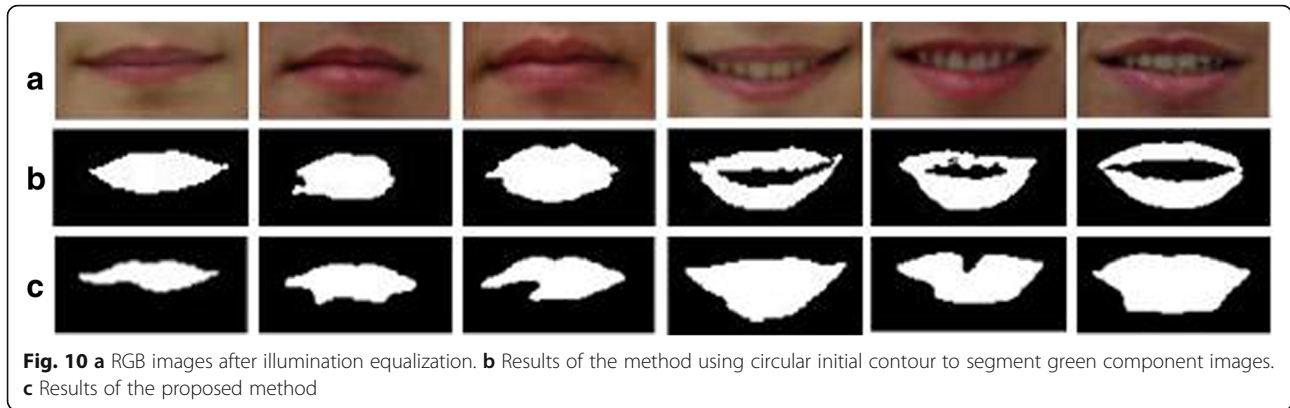 a
b
c
Fig. 10 a RGB images after illumination equalization. b Results of the method using circular initial contour to segment green component images.
c Results of the proposed method